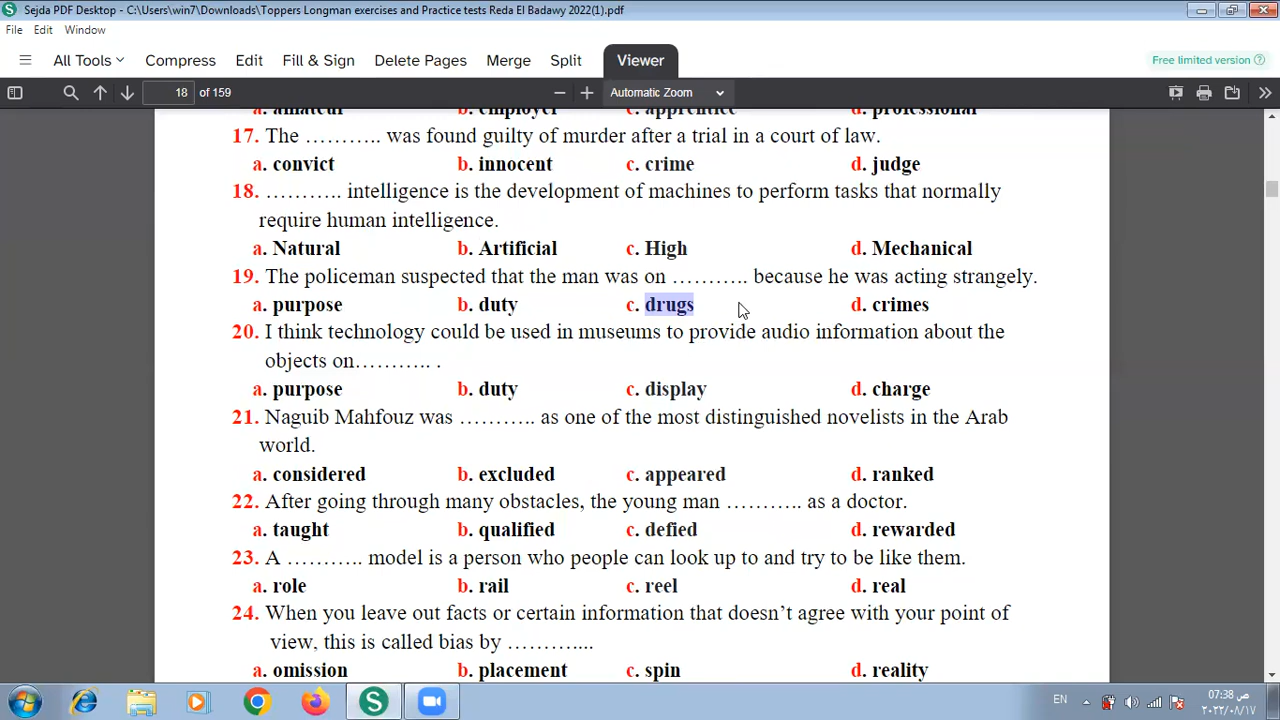 Sejda PDF Desktop - C:\Users\win7\Downloads\Toppers Longman exercises and Practice tests Reda El Badawy 2022(1).pdf
File Edit Window
All Tools Compress Edit Fill & Sign Delete Pages Merge Split Viewer Free limited version
18 of 159 Automatic Zoom
a. amateur b. employer c. apprentice d. professional
17. The ……….. was found guilty of murder after a trial in a court of law.
a. convict b. innocent c. crime d. judge
18. ……….. intelligence is the development of machines to perform tasks that normally
require human intelligence.
a. Natural b. Artificial c. High d. Mechanical
19. The policeman suspected that the man was on ……….. because he was acting strangely.
a. purpose b. duty c. drugs d. crimes
20. I think technology could be used in museums to provide audio information about the
objects on……….. .
a. purpose b. duty c. display d. charge
21. Naguib Mahfouz was ……….. as one of the most distinguished novelists in the Arab
world.
a. considered b. excluded c. appeared d. ranked
22. After going through many obstacles, the young man ……….. as a doctor.
a. taught b. qualified c. defied d. rewarded
23. A ……….. model is a person who people can look up to and try to be like them.
a. role b. rail c. reel d. real
24. When you leave out facts or certain information that doesn’t agree with your point of
view, this is called bias by ………....
a. omission b. placement c. spin d. reality
EN 07:38 ص
٢٠٢٢/٠٨/١٧